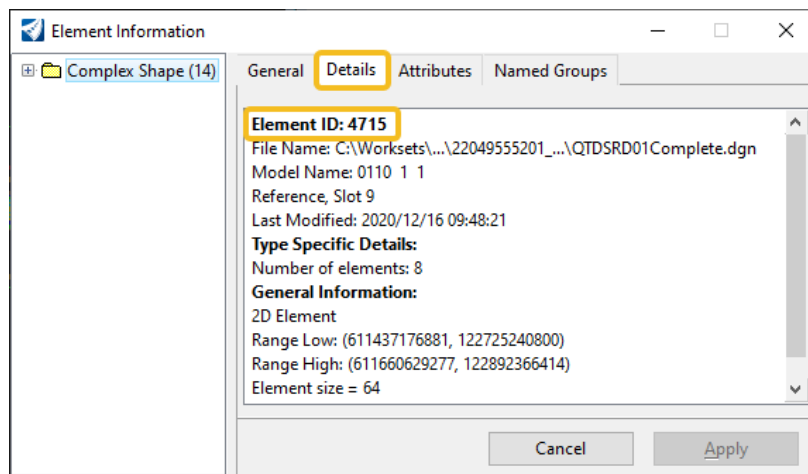 Element Information
Complex Shape (14)
General Details Attributes Named Groups
Element ID: 4715
File Name: C:\Worksets\...\22049555201_...\QTDSRD01Complete.dgn
Model Name: 0110 1 1
Reference, Slot 9
Last Modified: 2020/12/16 09:48:21
Type Specific Details:
Number of elements: 8
General Information:
2D Element
Range Low: (611437176881, 122725240800)
Range High: (611660629277, 122892366414)
Element size = 64
Cancel Apply